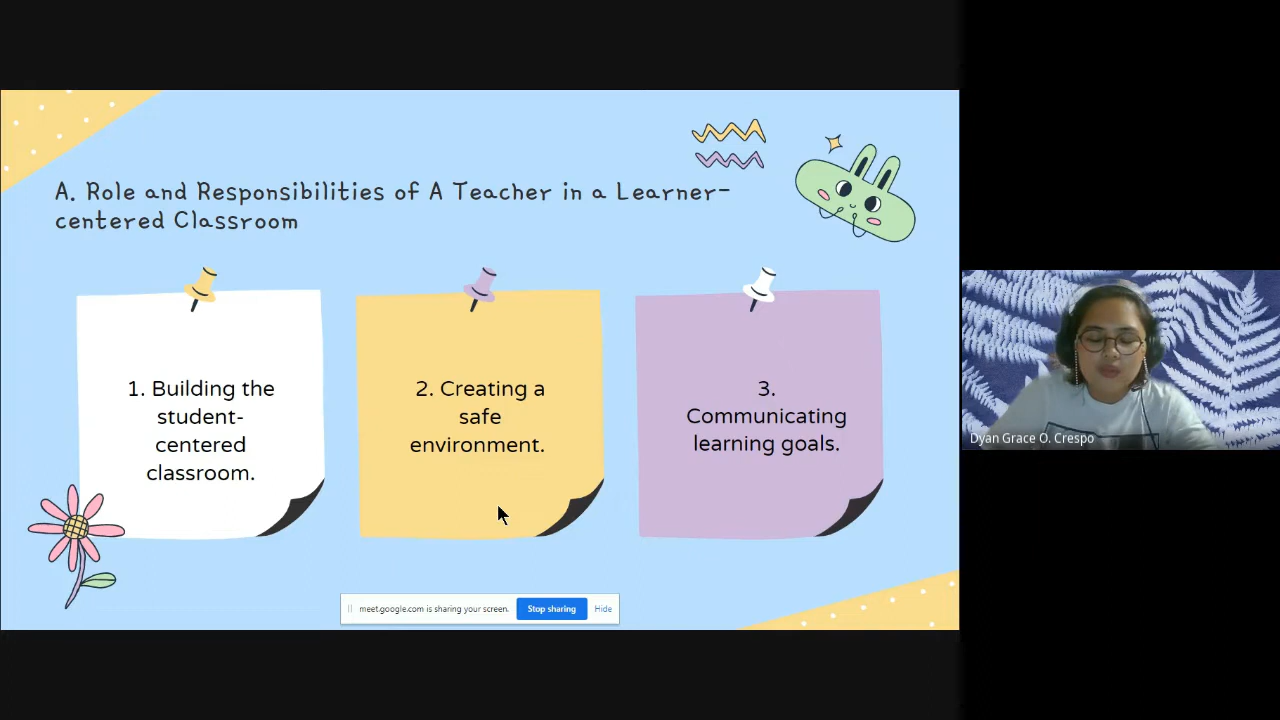 A. Role and Responsibilities of A Teacher in a Learner-
centered Classroom
1. Building the
student-
centered
classroom.
2. Creating a
safe
environment.
3.
Communicating
learning goals.
meet.google.com is sharing your screen.
Stop sharing
Hide
Dyan Grace O. Crespo